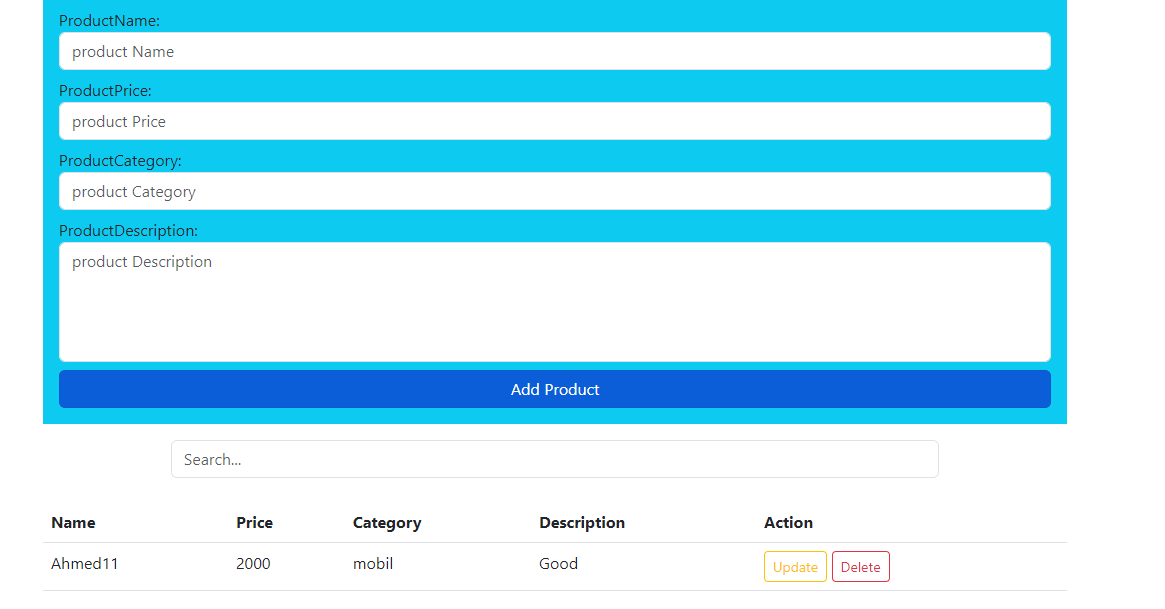 ProductName:
product Name
ProductPrice:
product Price
ProductCategory:
product Category
ProductDescription:
product Description
Add Product
Search...
Name Price Category Description Action
Ahmed11 2000 mobil Good Update Delete